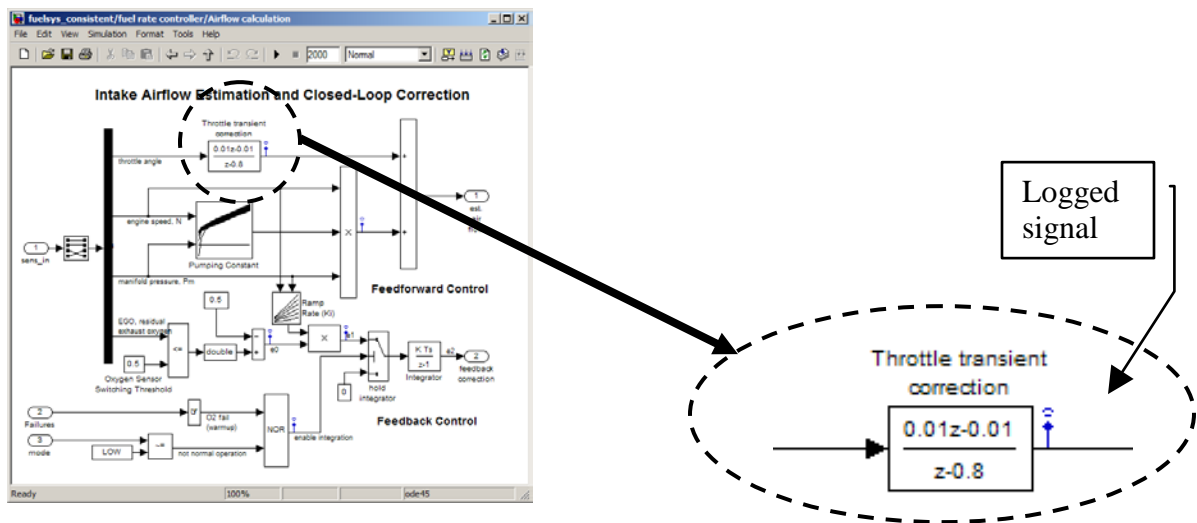 fuelsys_consistent/fuel rate controller/Airflow calculation
File Edit View Simulation Format Tools Help
2000 Normal
Intake Airflow Estimation and Closed-Loop Correction
Throttle transient
correction
0.01z-0.01
z-0.8
throttle angle
1
est.
air
engine speed, N
X
1
sens_in
Pumping Constant
manifold pressure, Pm
Feedforward Control
0.5
Ramp
Rate (Ki)
EGO, residual
exhaust oxygen
<=
double
-
+
e0
X
e1
K Ts
z-1
Integrator
e2
2
feedback
correction
0.5
Oxygen Sensor
Switching Threshold
0
hold
integrator
2
Failures
O2 fail
(warmup)
NOR
enable integration
Feedback Control
3
mode
LOW
~=
not normal operation
Ready 100% ode45
Logged
signal
Throttle transient
correction
0.01z-0.01
z-0.8